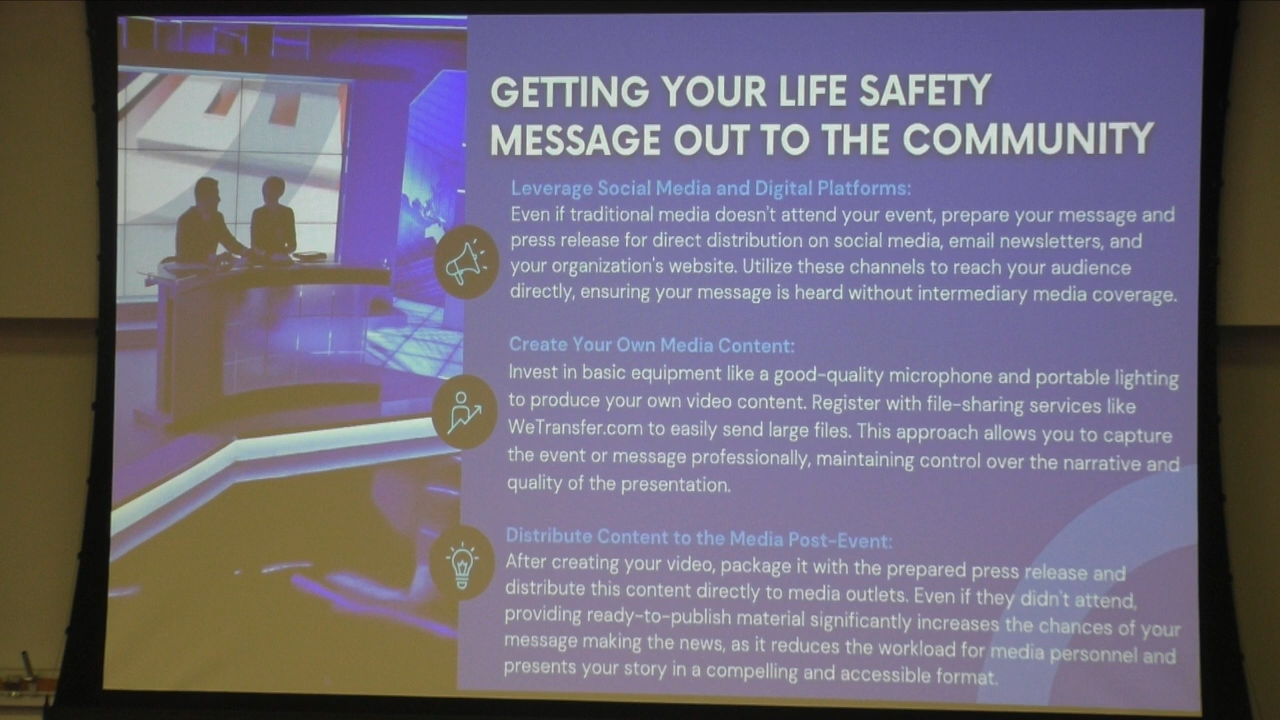 GETTING YOUR LIFE SAFETY
MESSAGE OUT TO THE COMMUNITY
Leverage Social Media and Digital Platforms:
Even if traditional media doesn't attend your event, prepare your message and
press release for direct distribution on social media, email newsletters, and
your organization's website. Utilize these channels to reach your audience
directly, ensuring your message is heard without intermediary media coverage.
Create Your Own Media Content:
Invest in basic equipment like a good-quality microphone and portable lighting
to produce your own video content. Register with file-sharing services like
WeTransfer.com to easily send large files. This approach allows you to capture
the event or message professionally, maintaining control over the narrative and
quality of the presentation.
Distribute Content to the Media Post-Event:
After creating your video, package it with the prepared press release and
distribute this content directly to media outlets. Even if they didn't attend,
providing ready-to-publish material significantly increases the chances of your
message making the news, as it reduces the workload for media personnel and
presents your story in a compelling and accessible format.